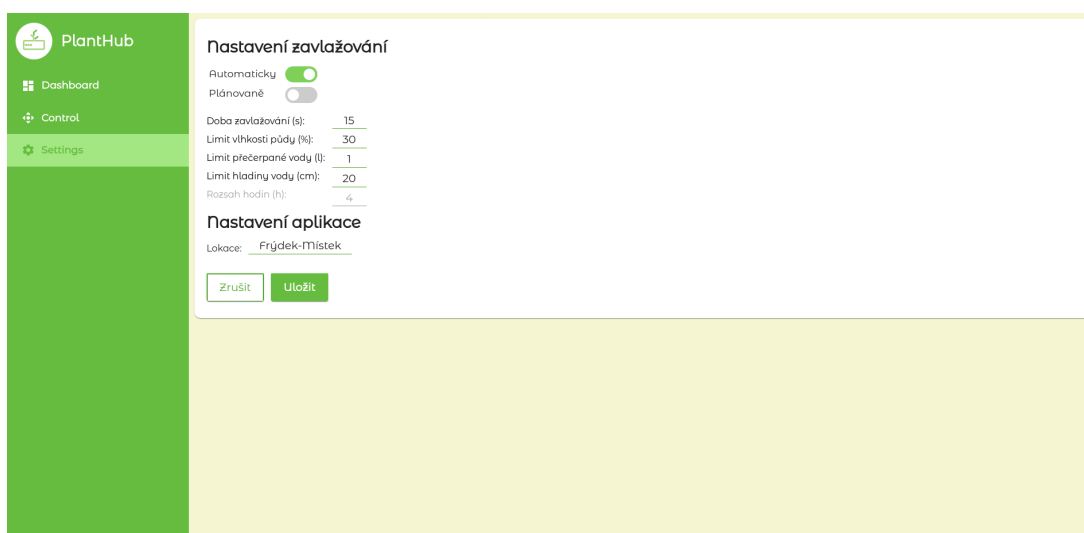 PlantHub
Dashboard
Control
Settings
Nastavení zavlažování
Automaticky
Plánovaně
Doba zavlažování (s): 15
Limit vlhkosti půdy (%): 30
Limit přečerpané vody (l): 1
Limit hladiny vody (cm): 20
Rozsah hodin (h): 4
Nastavení aplikace
Lokace: Frýdek-Místek
Zrušit Uložit